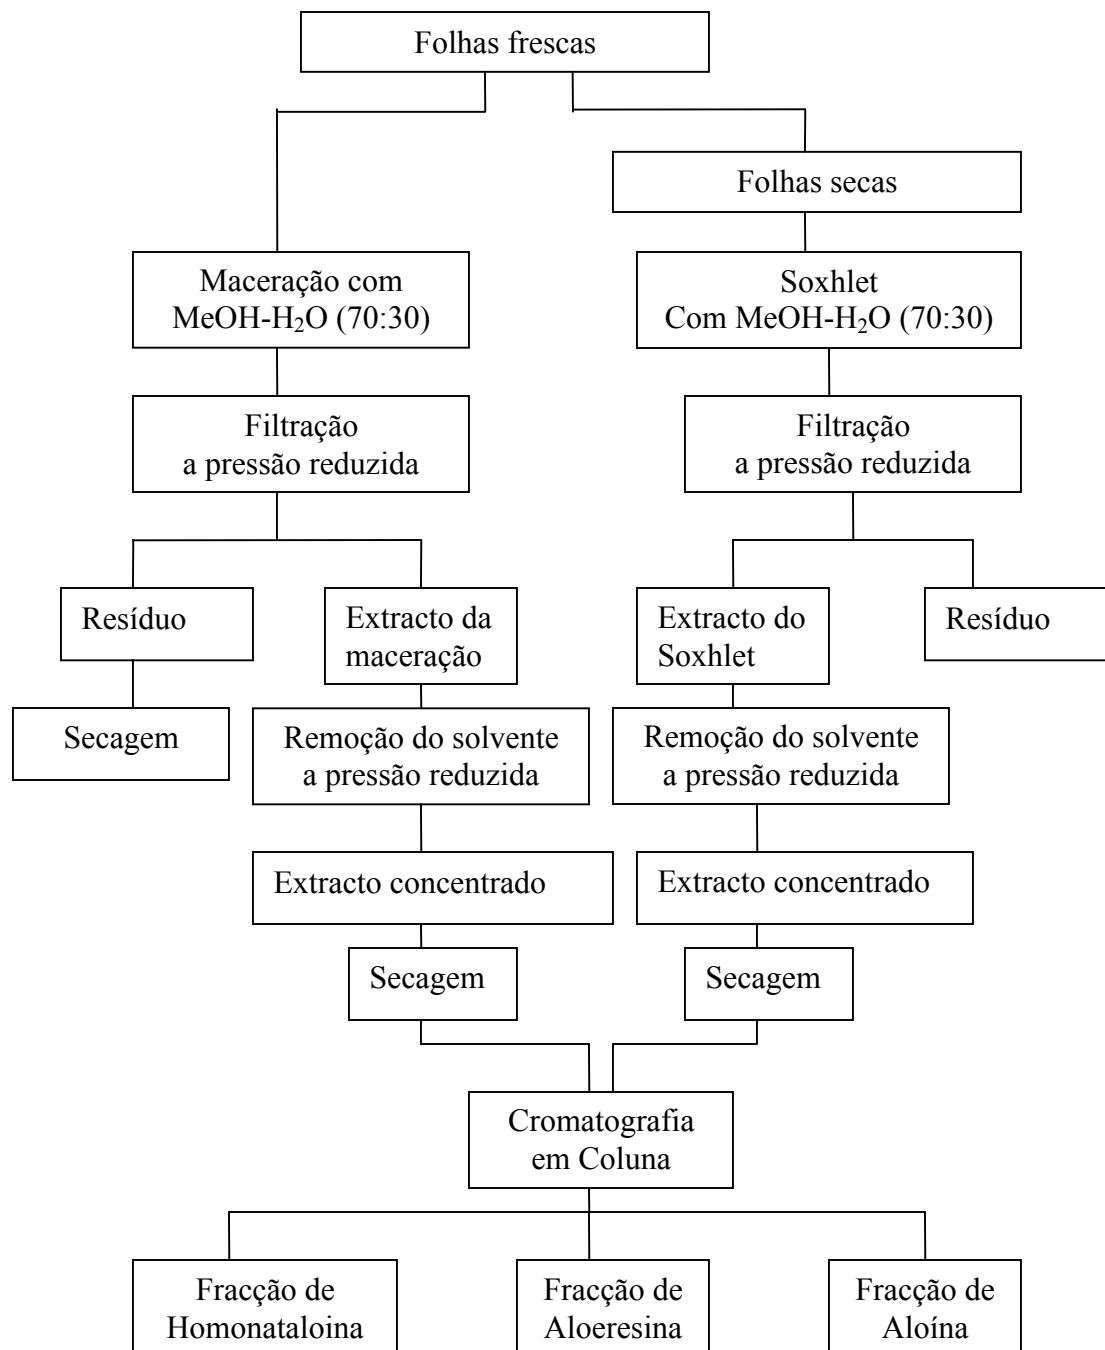 Folhas frescas
Folhas secas
Maceração com
MeOH-H₂O (70:30)
Soxhlet
Com MeOH-H₂O (70:30)
Filtração
a pressão reduzida
Filtração
a pressão reduzida
Resíduo
Extracto da
maceração
Extracto do
Soxhlet
Resíduo
Secagem
Remoção do solvente
a pressão reduzida
Remoção do solvente
a pressão reduzida
Extracto concentrado
Extracto concentrado
Secagem
Secagem
Cromatografia
em Coluna
Fracção de
Homonataloina
Fracção de
Aloeresina
Fracção de
Aloína